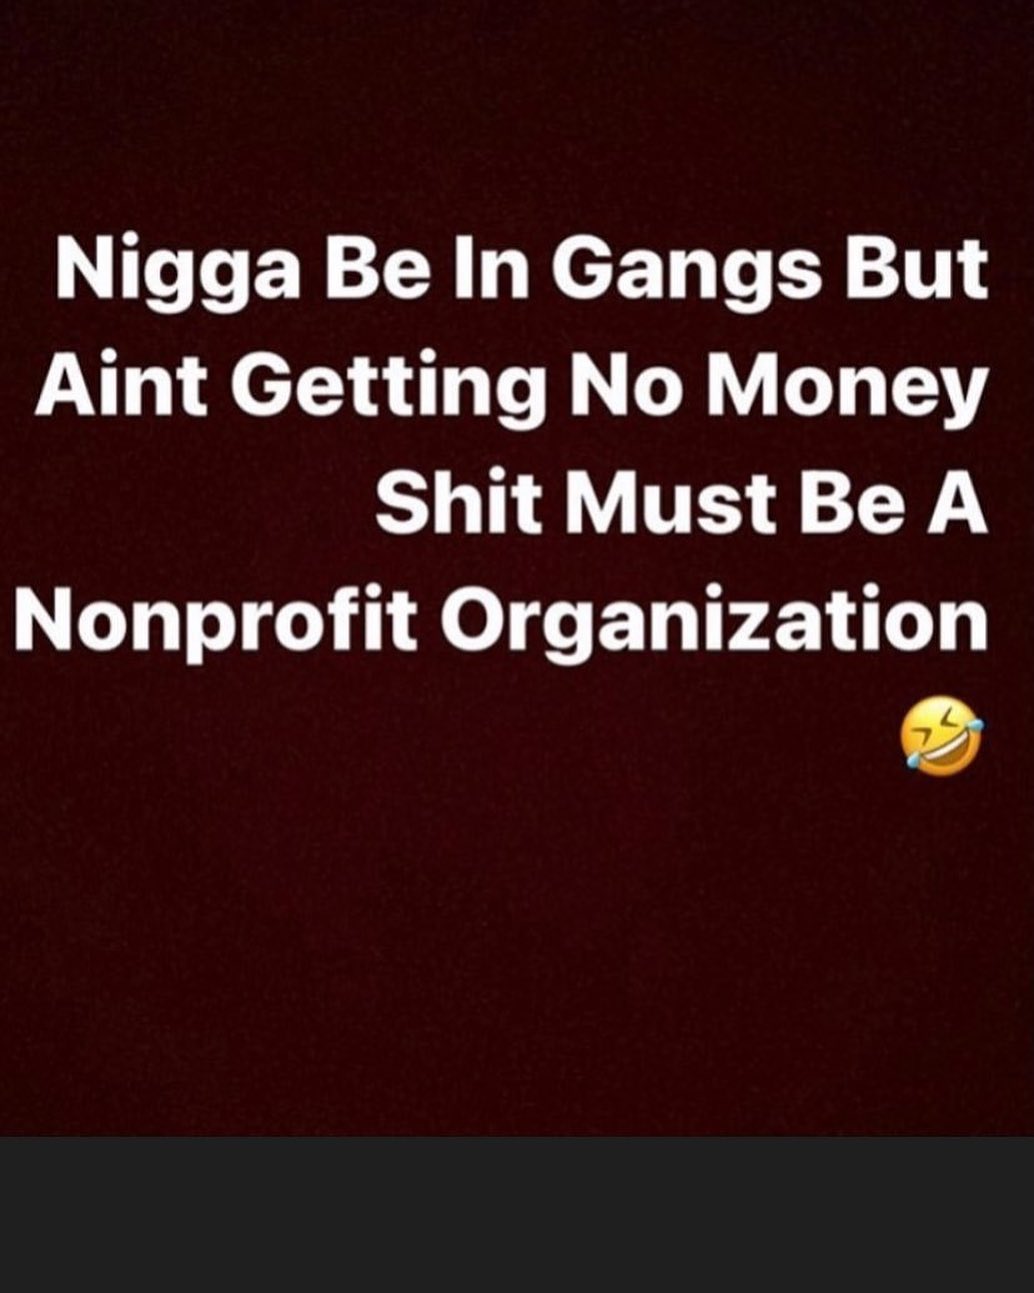 Nigga Be In Gangs But
Aint Getting No Money
Shit Must Be A
Nonprofit Organization
🤣